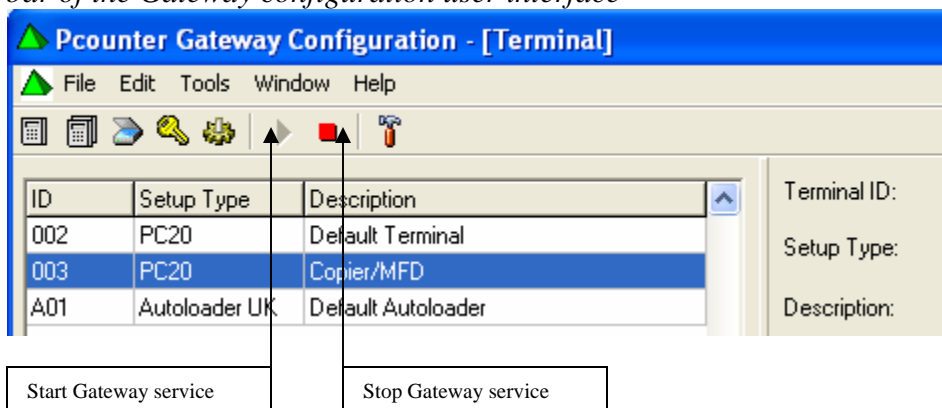 bar of the Gateway configuration user interface
Pcounter Gateway Configuration - [Terminal]
File Edit Tools Window Help
ID Setup Type Description
002 PC20 Default Terminal
003 PC20 Copier/MFD
A01 Autoloader UK Default Autoloader
Terminal ID:
Setup Type:
Description:
Start Gateway service
Stop Gateway service